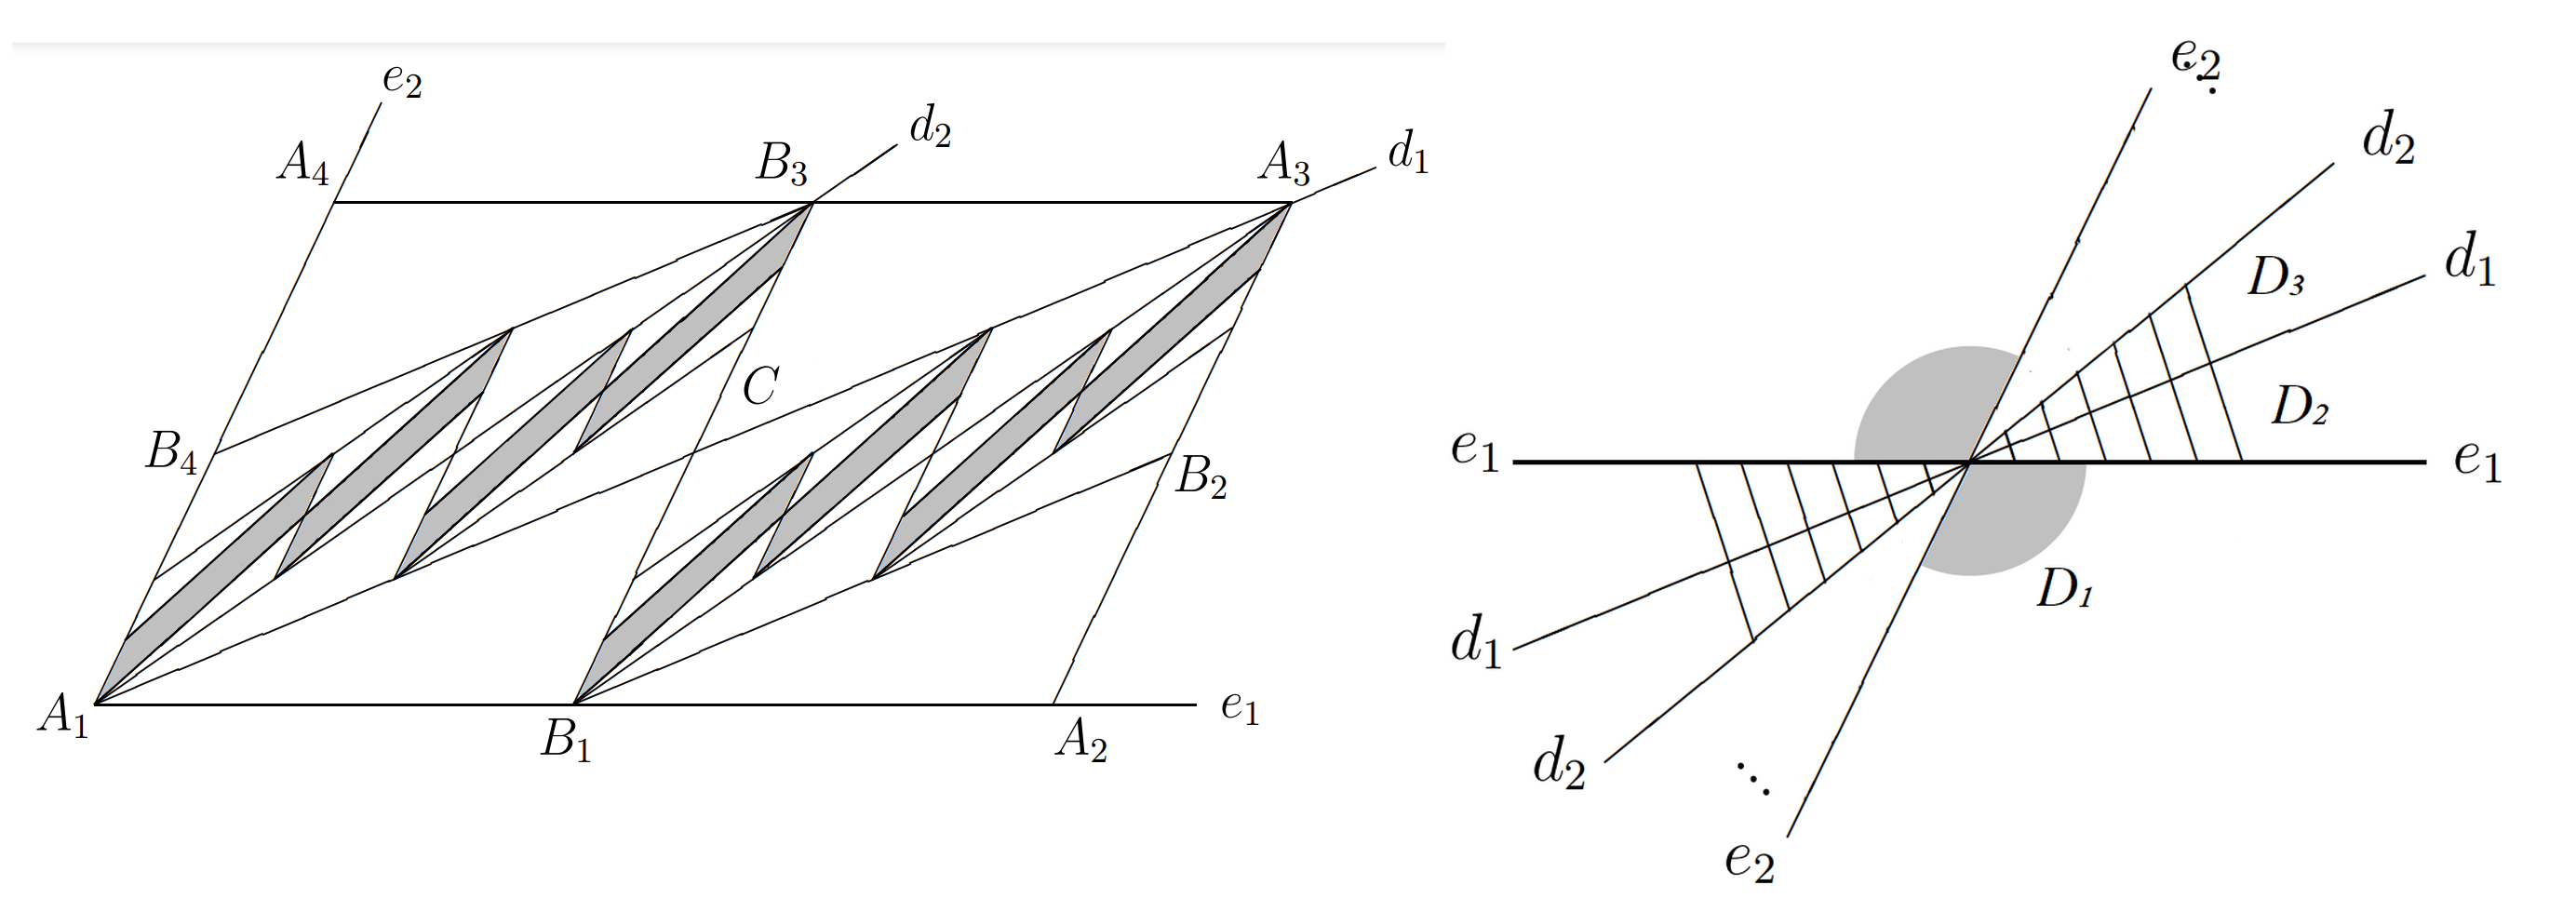 e₂
d₂
d₁
A₄
B₃
A₃
B₄
C
B₂
A₁
B₁
A₂
e₁
e₂
d₂
d₁
D₃
D₂
e₁
e₁
D₁
d₁
d₂
e₂